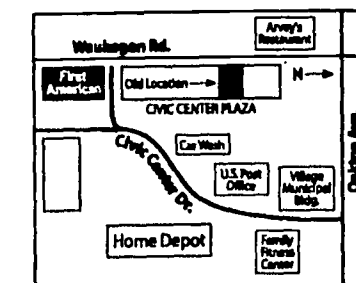 Arvey's
Restaurant
Waukegan Rd.
First
American
Old Location
N
CIVIC CENTER PLAZA
Car Wash
Civic Center Dr.
U.S. Post
Office
Village
Municipal
Bldg.
Home Depot
Family
Fitness
Center